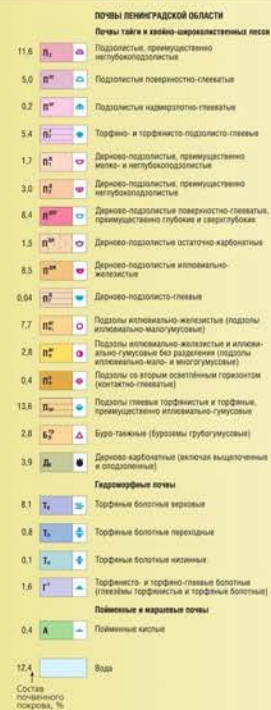 ПОЧВЫ ЛЕНИНГРАДСКОЙ ОБЛАСТИ
Почвы тайги и хвойно-широколиственных лесов
11,6 Подзолистые, преимущественно
неглубокоподзолистые
5,0 Подзолистые поверхностно-глееватые
0,2 Подзолистые надмерзлотно-глееватые
5,4 Торфяно- и торфянисто-подзолисто-глеевые
1,7 Дерново-подзолистые, преимущественно
мелко- и неглубокоподзолистые
3,0 Дерново-подзолистые, преимущественно
неглубокоподзолистые
8,4 Дерново-подзолистые поверхностно-глееватые,
преимущественно глубокие и сверхглубокие
1,5 Дерново-подзолистые остаточно-карбонатные
8,5 Дерново-подзолистые иллювиально-
железистые
0,04 Дерново-подзолисто-глеевые
7,7 Подзолы иллювиально-железистые (подзолы
иллювиально-малогумусовые)
2,8 Подзолы иллювиально-железистые и иллюви-
ально-гумусовые без разделения (подзолы
иллювиально-мало- и многогумусовые)
0,4 Подзолы со вторым осветлённым горизонтом
(контактно-глееватые)
13,6 Подзолы глеевые торфянистые и торфяные,
преимущественно иллювиально-гумусовые
2,8 Буро-таежные (буроземы грубогумусовые)
3,9 Дерново-карбонатные (включая выщелоченные
и оподзоленные)
Гидроморфные почвы
8,1 Торфяные болотные верховые
0,8 Торфяные болотные переходные
0,1 Торфяные болотные низинные
1,6 Торфянисто- и торфяно-глеевые болотные
(глеезёмы торфянистые и торфяные болотные)
Пойменные и маршевые почвы
0,4 А Пойменные кислые
12,4 Вода
Состав
почвенного
покрова, %